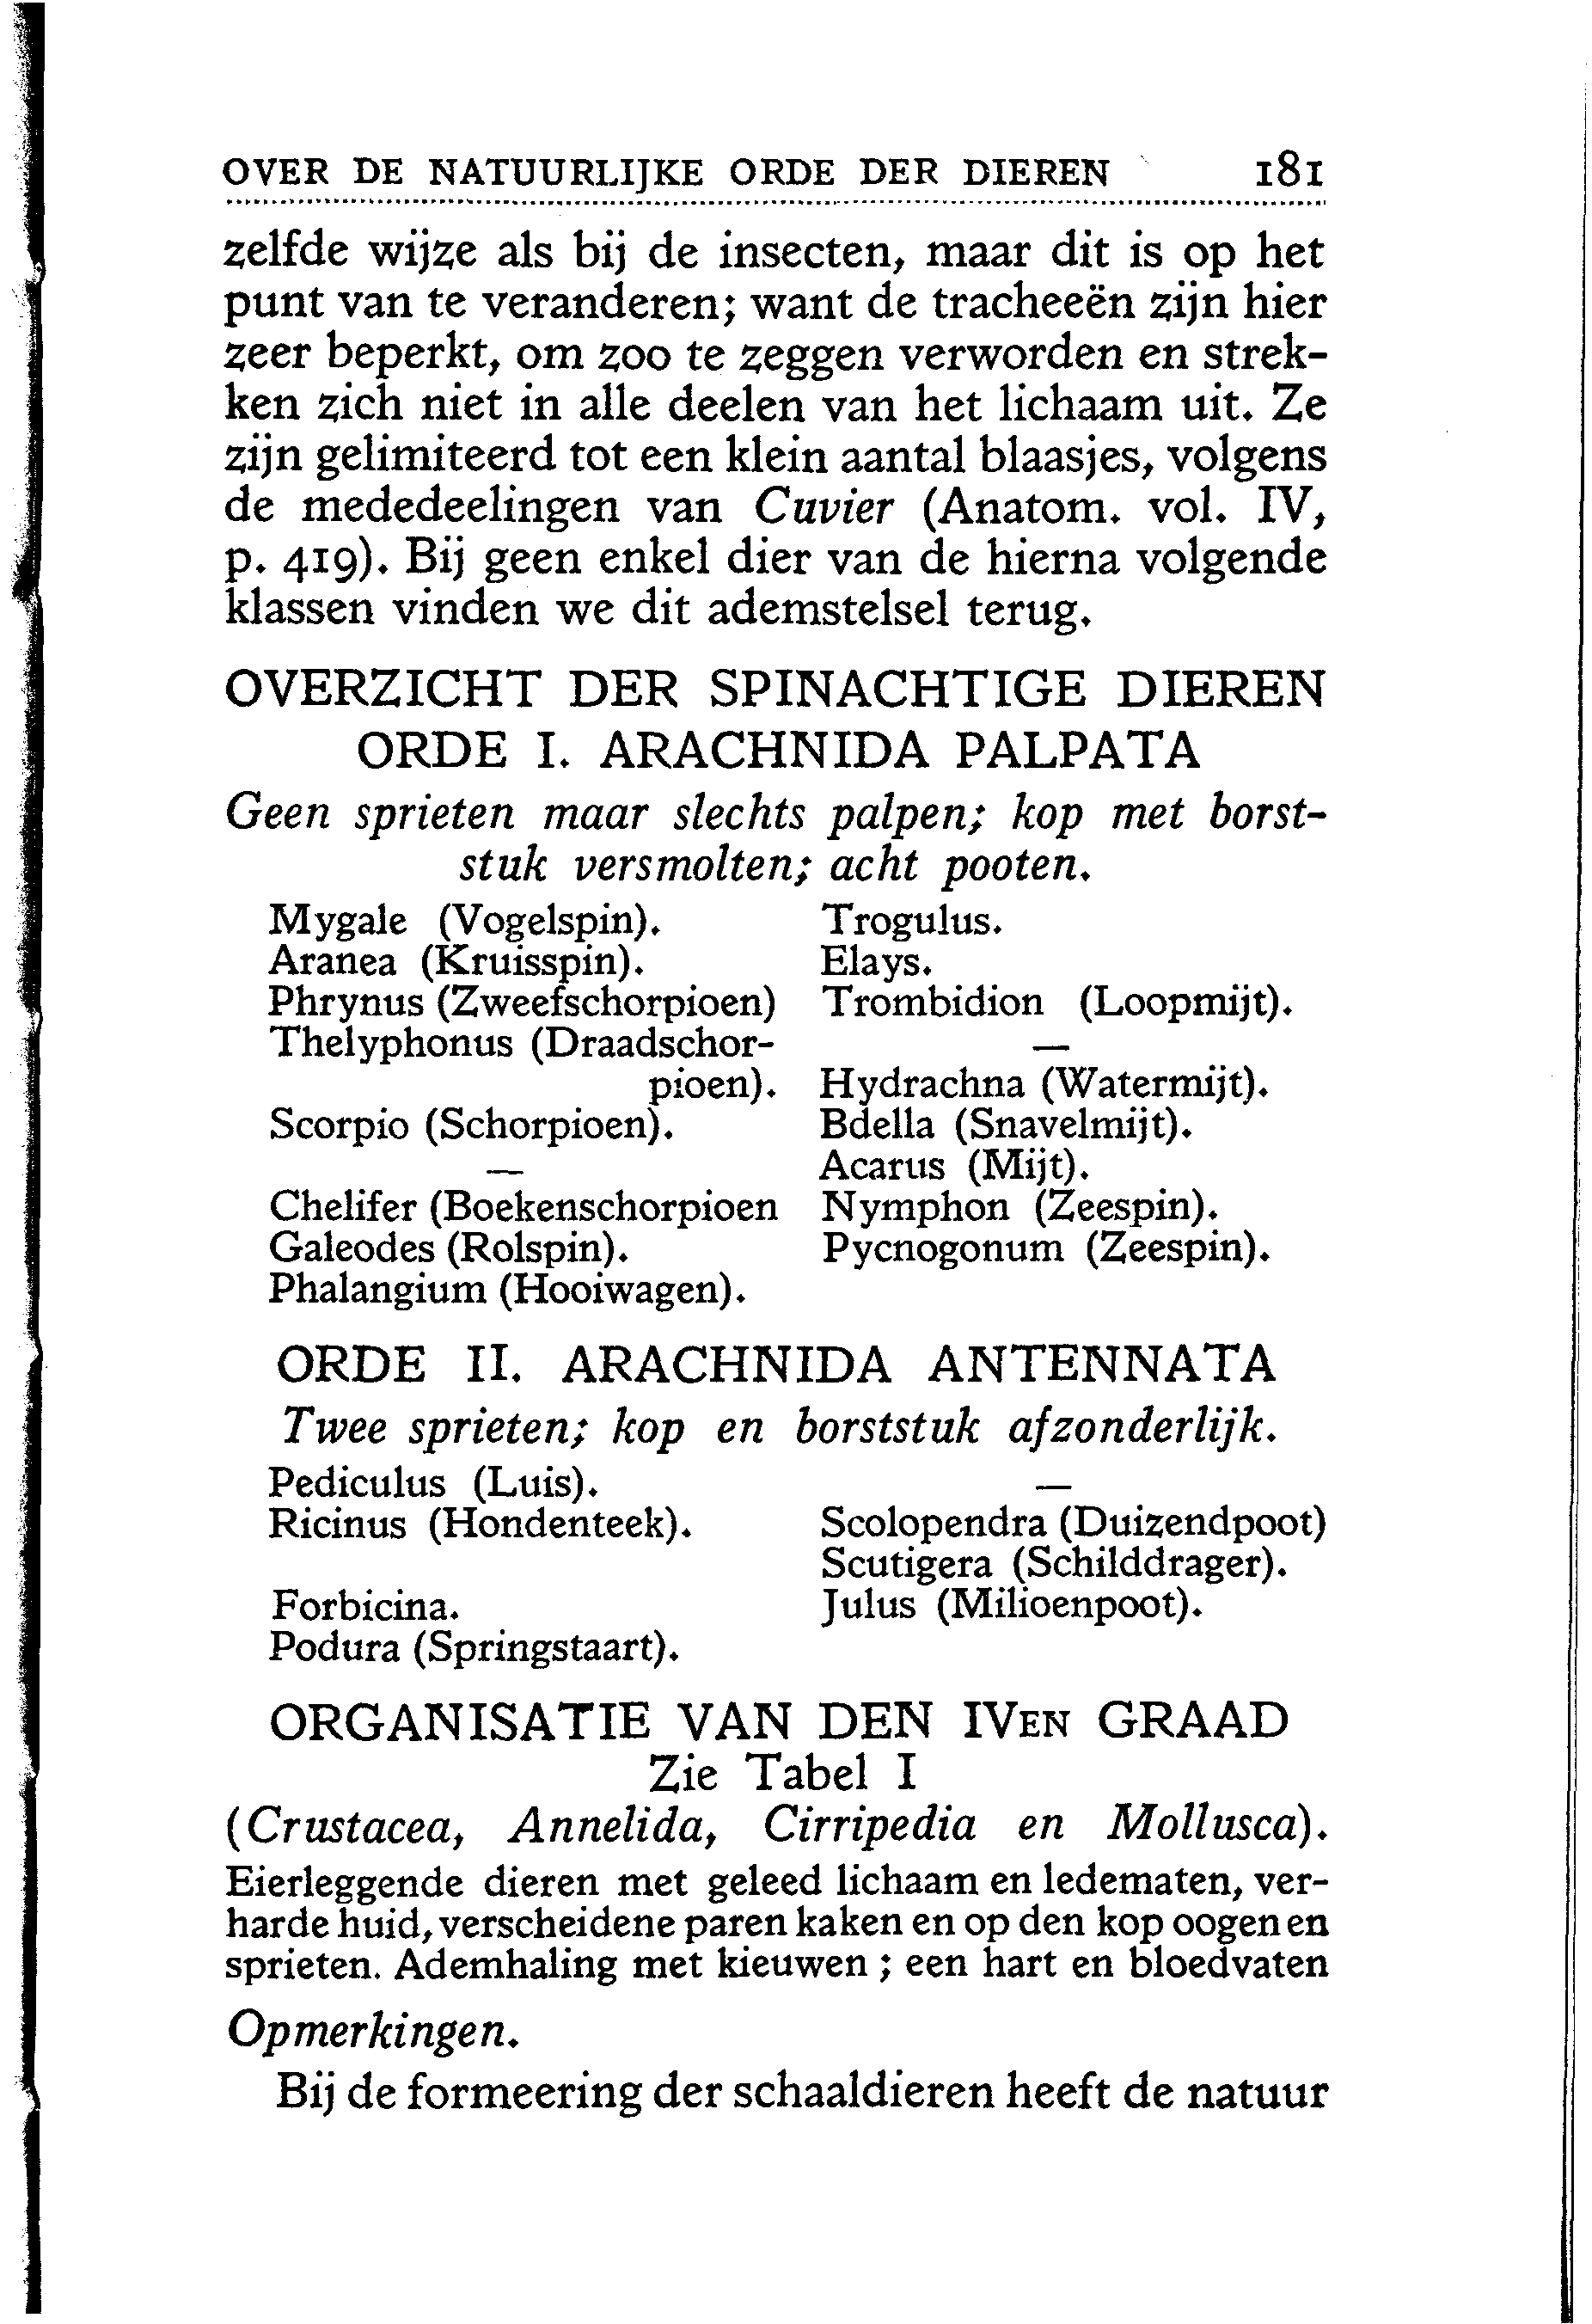 OVER DE NATUURLIJKE ORDE DER DIEREN 181
zelfde wijze als bij de insecten, maar dit is op het
punt van te veranderen; want de tracheeën zijn hier
zeer beperkt, om zoo te zeggen verworden en strek-
ken zich niet in alle deelen van het lichaam uit. Ze
zijn gelimiteerd tot een klein aantal blaasjes, volgens
de mededeelingen van Cuvier (Anatom. vol. IV,
p. 419). Bij geen enkel dier van de hierna volgende
klassen vinden we dit ademstelsel terug.
OVERZICHT DER SPINACHTIGE DIEREN
ORDE I. ARACHNIDA PALPATA
Geen sprieten maar slechts palpen; kop met borst-
stuk versmolten; acht pooten.
Mygale (Vogelspin).
Aranea (Kruisspin).
Phrynus (Zweefschorpioen)
Thelyphonus (Draadschor-
pioen).
Scorpio (Schorpioen).
—
Chelifer (Boekenschorpioen
Galeodes (Rolspin).
Phalangium (Hooiwagen).
Trogulus.
Elays.
Trombidion (Loopmijt).
—
Hydrachna (Watermijt).
Bdella (Snavelmijt).
Acarus (Mijt).
Nymphon (Zeespin).
Pycnogonum (Zeespin).
ORDE II. ARACHNIDA ANTENNATA
Twee sprieten; kop en borststuk afzonderlijk.
Pediculus (Luis).
Ricinus (Hondenteek).
Forbicina.
Podura (Springstaart).
—
Scolopendra (Duizendpoot)
Scutigera (Schilddrager).
Julus (Milioenpoot).
ORGANISATIE VAN DEN IVEN GRAAD
Zie Tabel I
(Crustacea, Annelida, Cirripedia en Mollusca).
Eierleggende dieren met geleed lichaam en ledematen, ver-
harde huid, verscheidene paren kaken en op den kop oogen en
sprieten. Ademhaling met kieuwen ; een hart en bloedvaten
Opmerkingen.
Bij de formeering der schaaldieren heeft de natuur